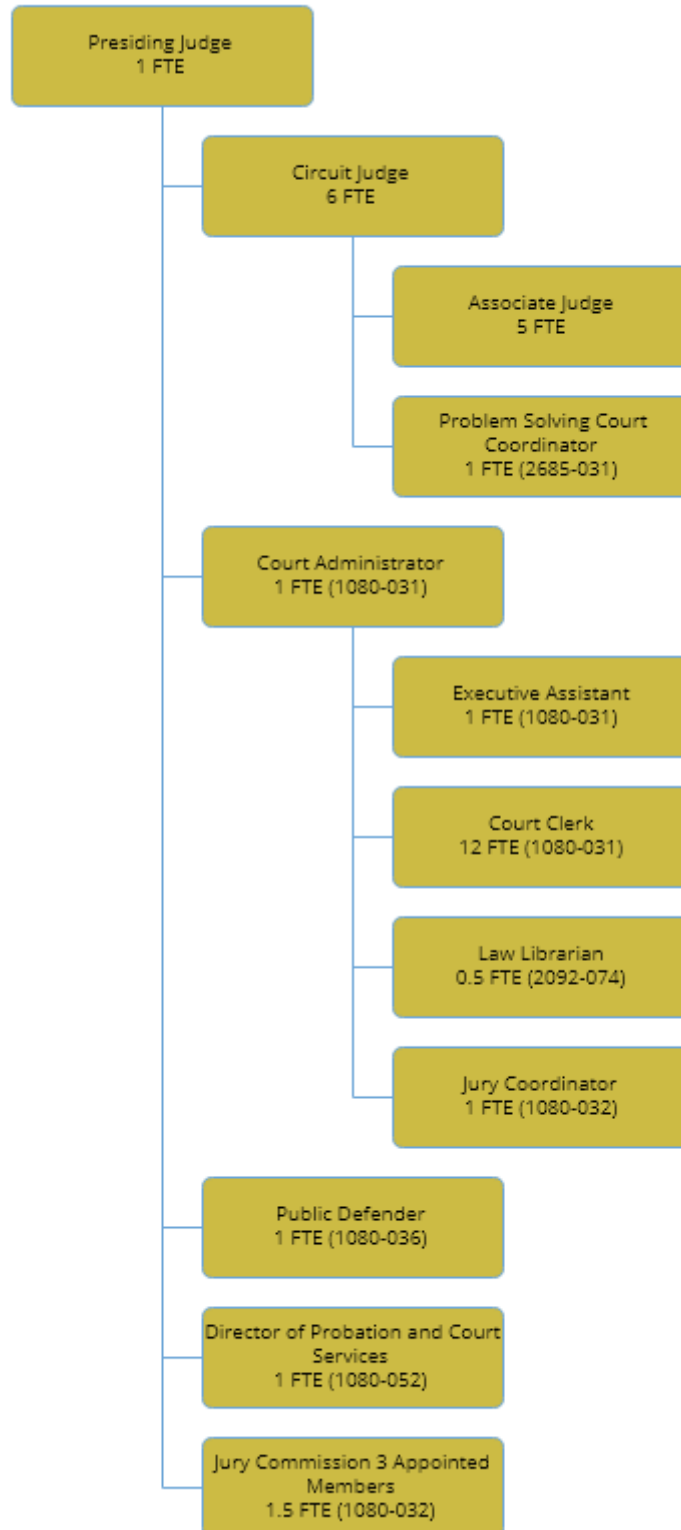 Presiding Judge
1 FTE
Circuit Judge
6 FTE
Associate Judge
5 FTE
Problem Solving Court
Coordinator
1 FTE (2685-031)
Court Administrator
1 FTE (1080-031)
Executive Assistant
1 FTE (1080-031)
Court Clerk
12 FTE (1080-031)
Law Librarian
0.5 FTE (2092-074)
Jury Coordinator
1 FTE (1080-032)
Public Defender
1 FTE (1080-036)
Director of Probation and Court
Services
1 FTE (1080-052)
Jury Commission 3 Appointed
Members
1.5 FTE (1080-032)